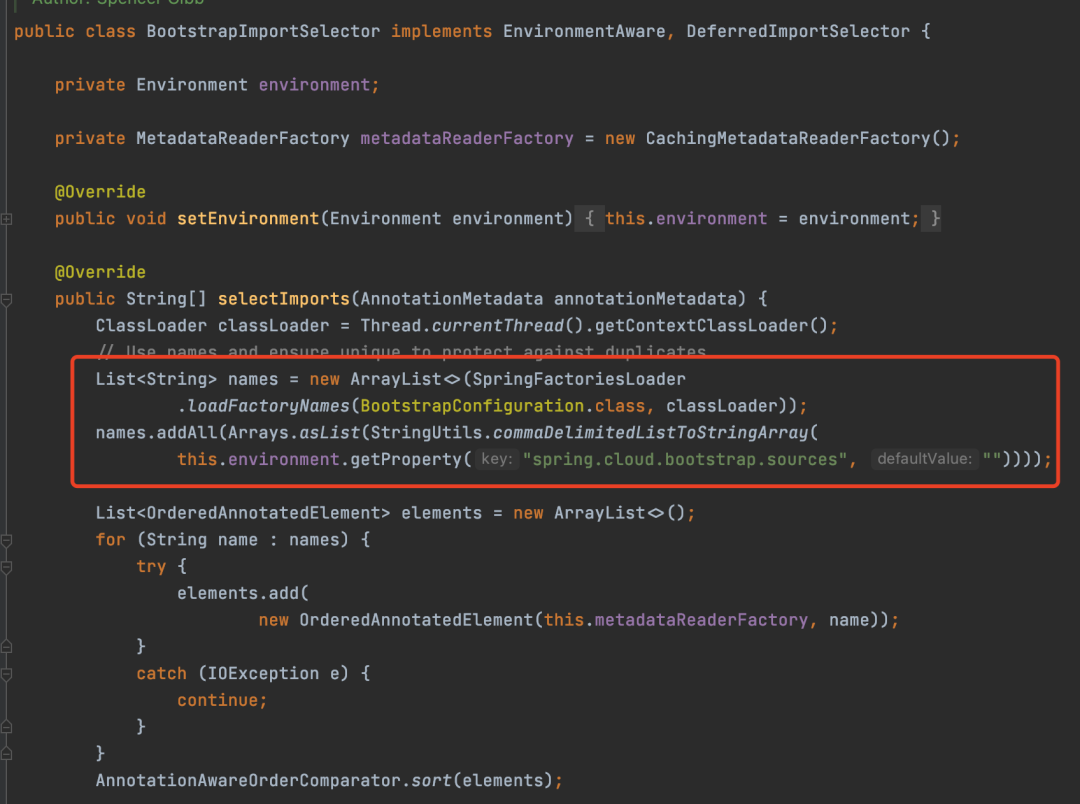 Author: Spencer Gibb
public class BootstrapImportSelector implements EnvironmentAware, DeferredImportSelector {
private Environment environment;
private MetadataReaderFactory metadataReaderFactory = new CachingMetadataReaderFactory();
@Override
public void setEnvironment(Environment environment) { this.environment = environment; }
@Override
public String[] selectImports(AnnotationMetadata annotationMetadata) {
ClassLoader classLoader = Thread.currentThread().getContextClassLoader();
// Use names and ensure unique to protect against duplicates
List<String> names = new ArrayList<>(SpringFactoriesLoader
.loadFactoryNames(BootstrapConfiguration.class, classLoader));
names.addAll(Arrays.asList(StringUtils.commaDelimitedListToStringArray(
this.environment.getProperty( key: "spring.cloud.bootstrap.sources", defaultValue: ""))));
List<OrderedAnnotatedElement> elements = new ArrayList<>();
for (String name : names) {
try {
elements.add(
new OrderedAnnotatedElement(this.metadataReaderFactory, name));
}
catch (IOException e) {
continue;
}
}
AnnotationAwareOrderComparator.sort(elements);